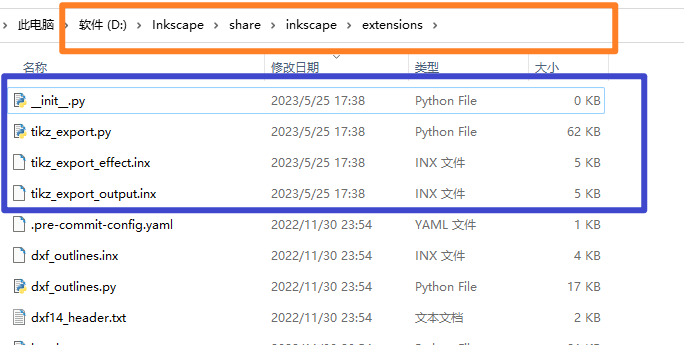 此电脑 › 软件 (D:) › Inkscape › share › inkscape › extensions ›
名称 修改日期 类型 大小
__init__.py 2023/5/25 17:38 Python File 0 KB
tikz_export.py 2023/5/25 17:38 Python File 62 KB
tikz_export_effect.inx 2023/5/25 17:38 INX 文件 5 KB
tikz_export_output.inx 2023/5/25 17:38 INX 文件 5 KB
.pre-commit-config.yaml 2022/11/30 23:54 YAML 文件 1 KB
dxf_outlines.inx 2022/11/30 23:54 INX 文件 4 KB
dxf_outlines.py 2022/11/30 23:54 Python File 17 KB
dxf14_header.txt 2022/11/30 23:54 文本文档 2 KB